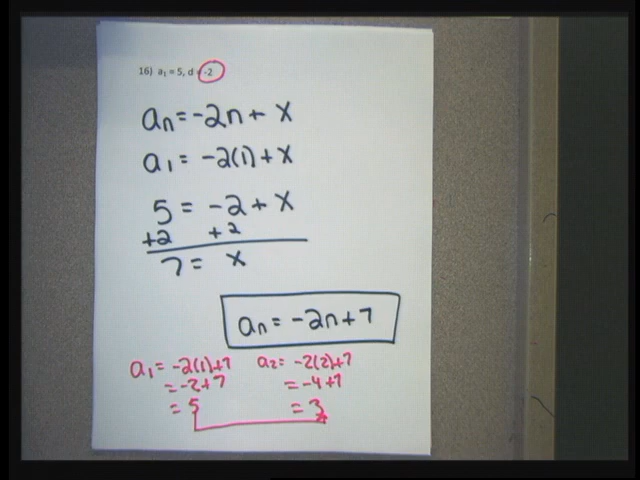 16) a₁ = 5, d = -2
aₙ = -2n + x
a₁ = -2(1) + x
5 = -2 + x
+2 +2
7 = x
aₙ = -2n + 7
a₁ = -2(1)+7 a₂ = -2(2)+7
= -2+7 = -4+7
= 5 = 3